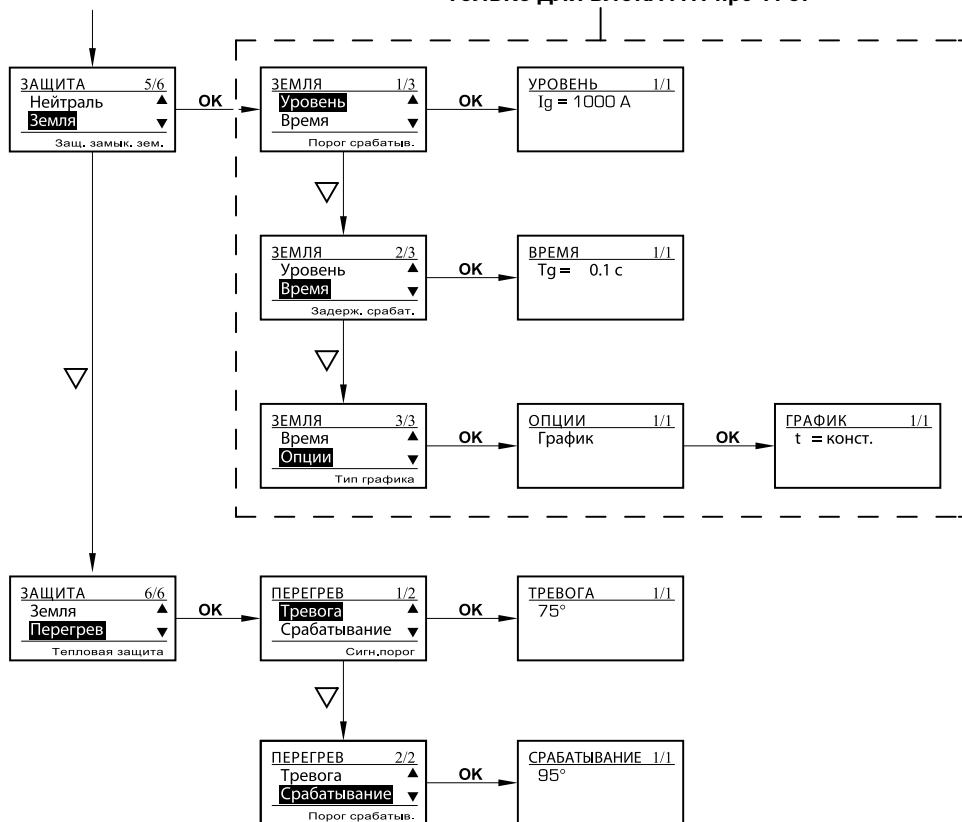 ЗАЩИТА 5/6
Нейтраль
Земля
Защ. замык. зем.
OK
ЗЕМЛЯ 1/3
Уровень
Время
Порог срабатыв.
OK
УРОВЕНЬ 1/1
Ig = 1000 A
ЗЕМЛЯ 2/3
Уровень
Время
Задерж. срабат.
OK
ВРЕМЯ 1/1
Tg = 0.1 с
ЗЕМЛЯ 3/3
Время
Опции
Тип графика
OK
ОПЦИИ 1/1
График
OK
ГРАФИК 1/1
t = конст.
ЗАЩИТА 6/6
Земля
Перегрев
Тепловая защита
OK
ПЕРЕГРЕВ 1/2
Тревога
Срабатывание
Сигн.порог
OK
ТРЕВОГА 1/1
75°
ПЕРЕГРЕВ 2/2
Тревога
Срабатывание
Порог срабатыв.
OK
СРАБАТЫВАНИЕ 1/1
95°